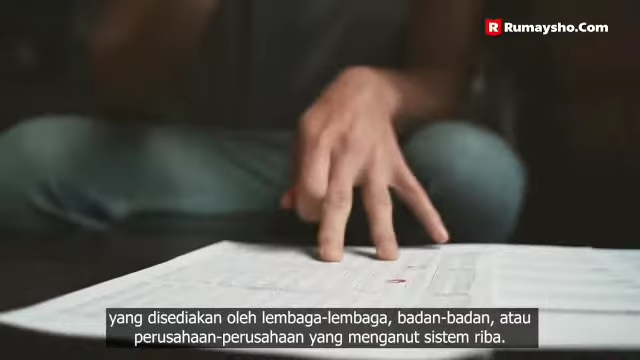 R Rumaysho.Com
yang disediakan oleh lembaga-lembaga, badan-badan, atau
perusahaan-perusahaan yang menganut sistem riba.